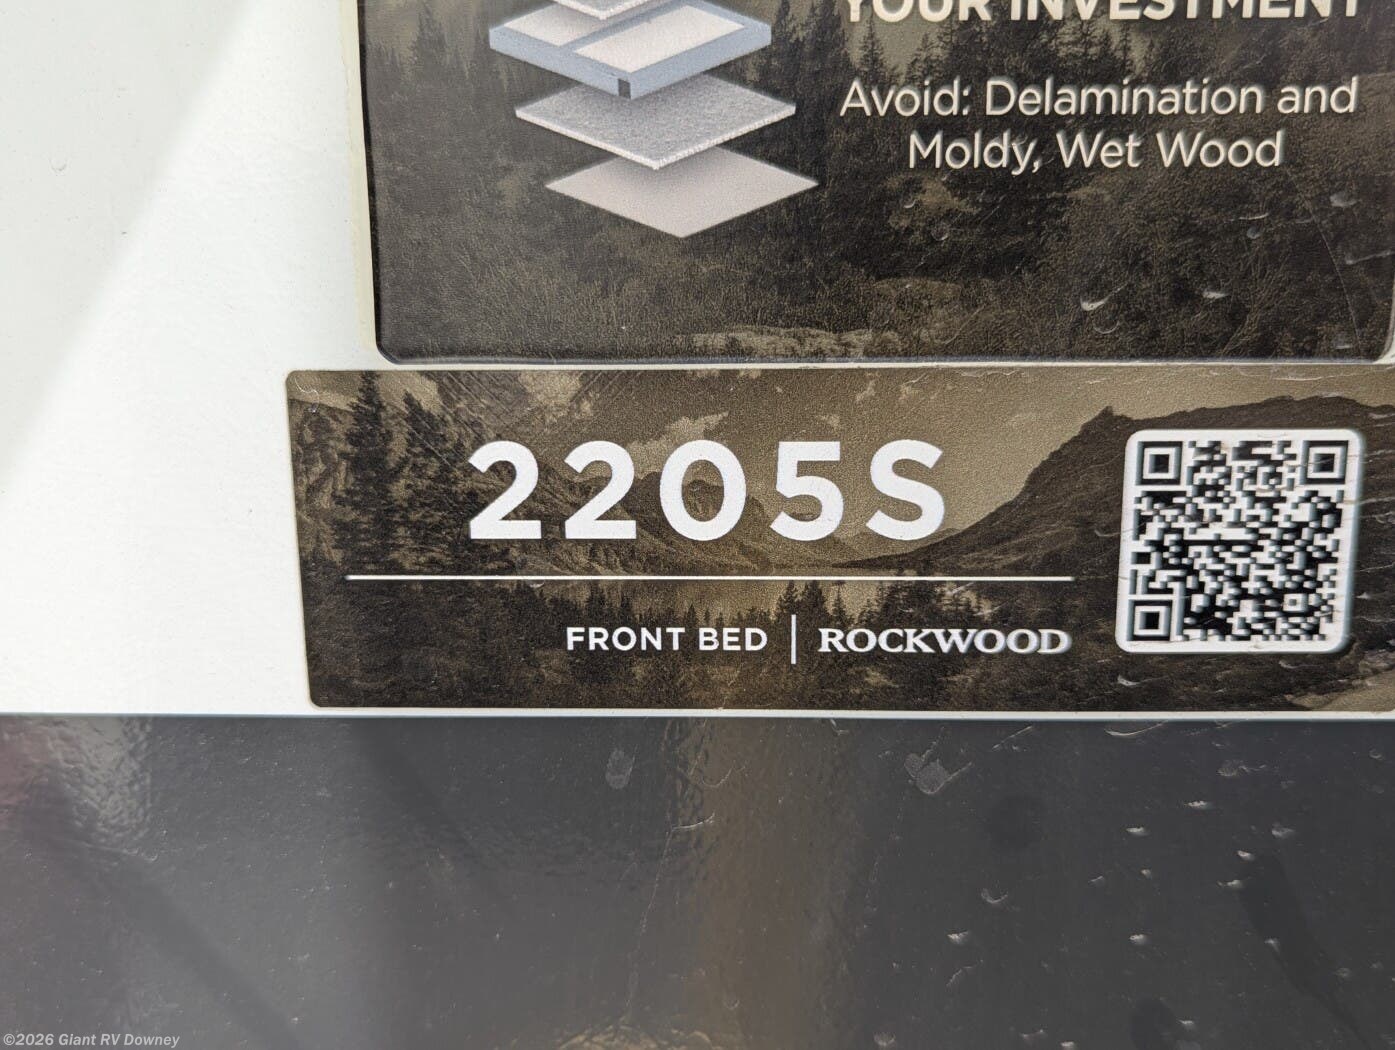 YOUR INVESTMENT
Avoid: Delamination and
Moldy, Wet Wood
2205S
FRONT BED | ROCKWOOD
©2026 Giant RV Downey